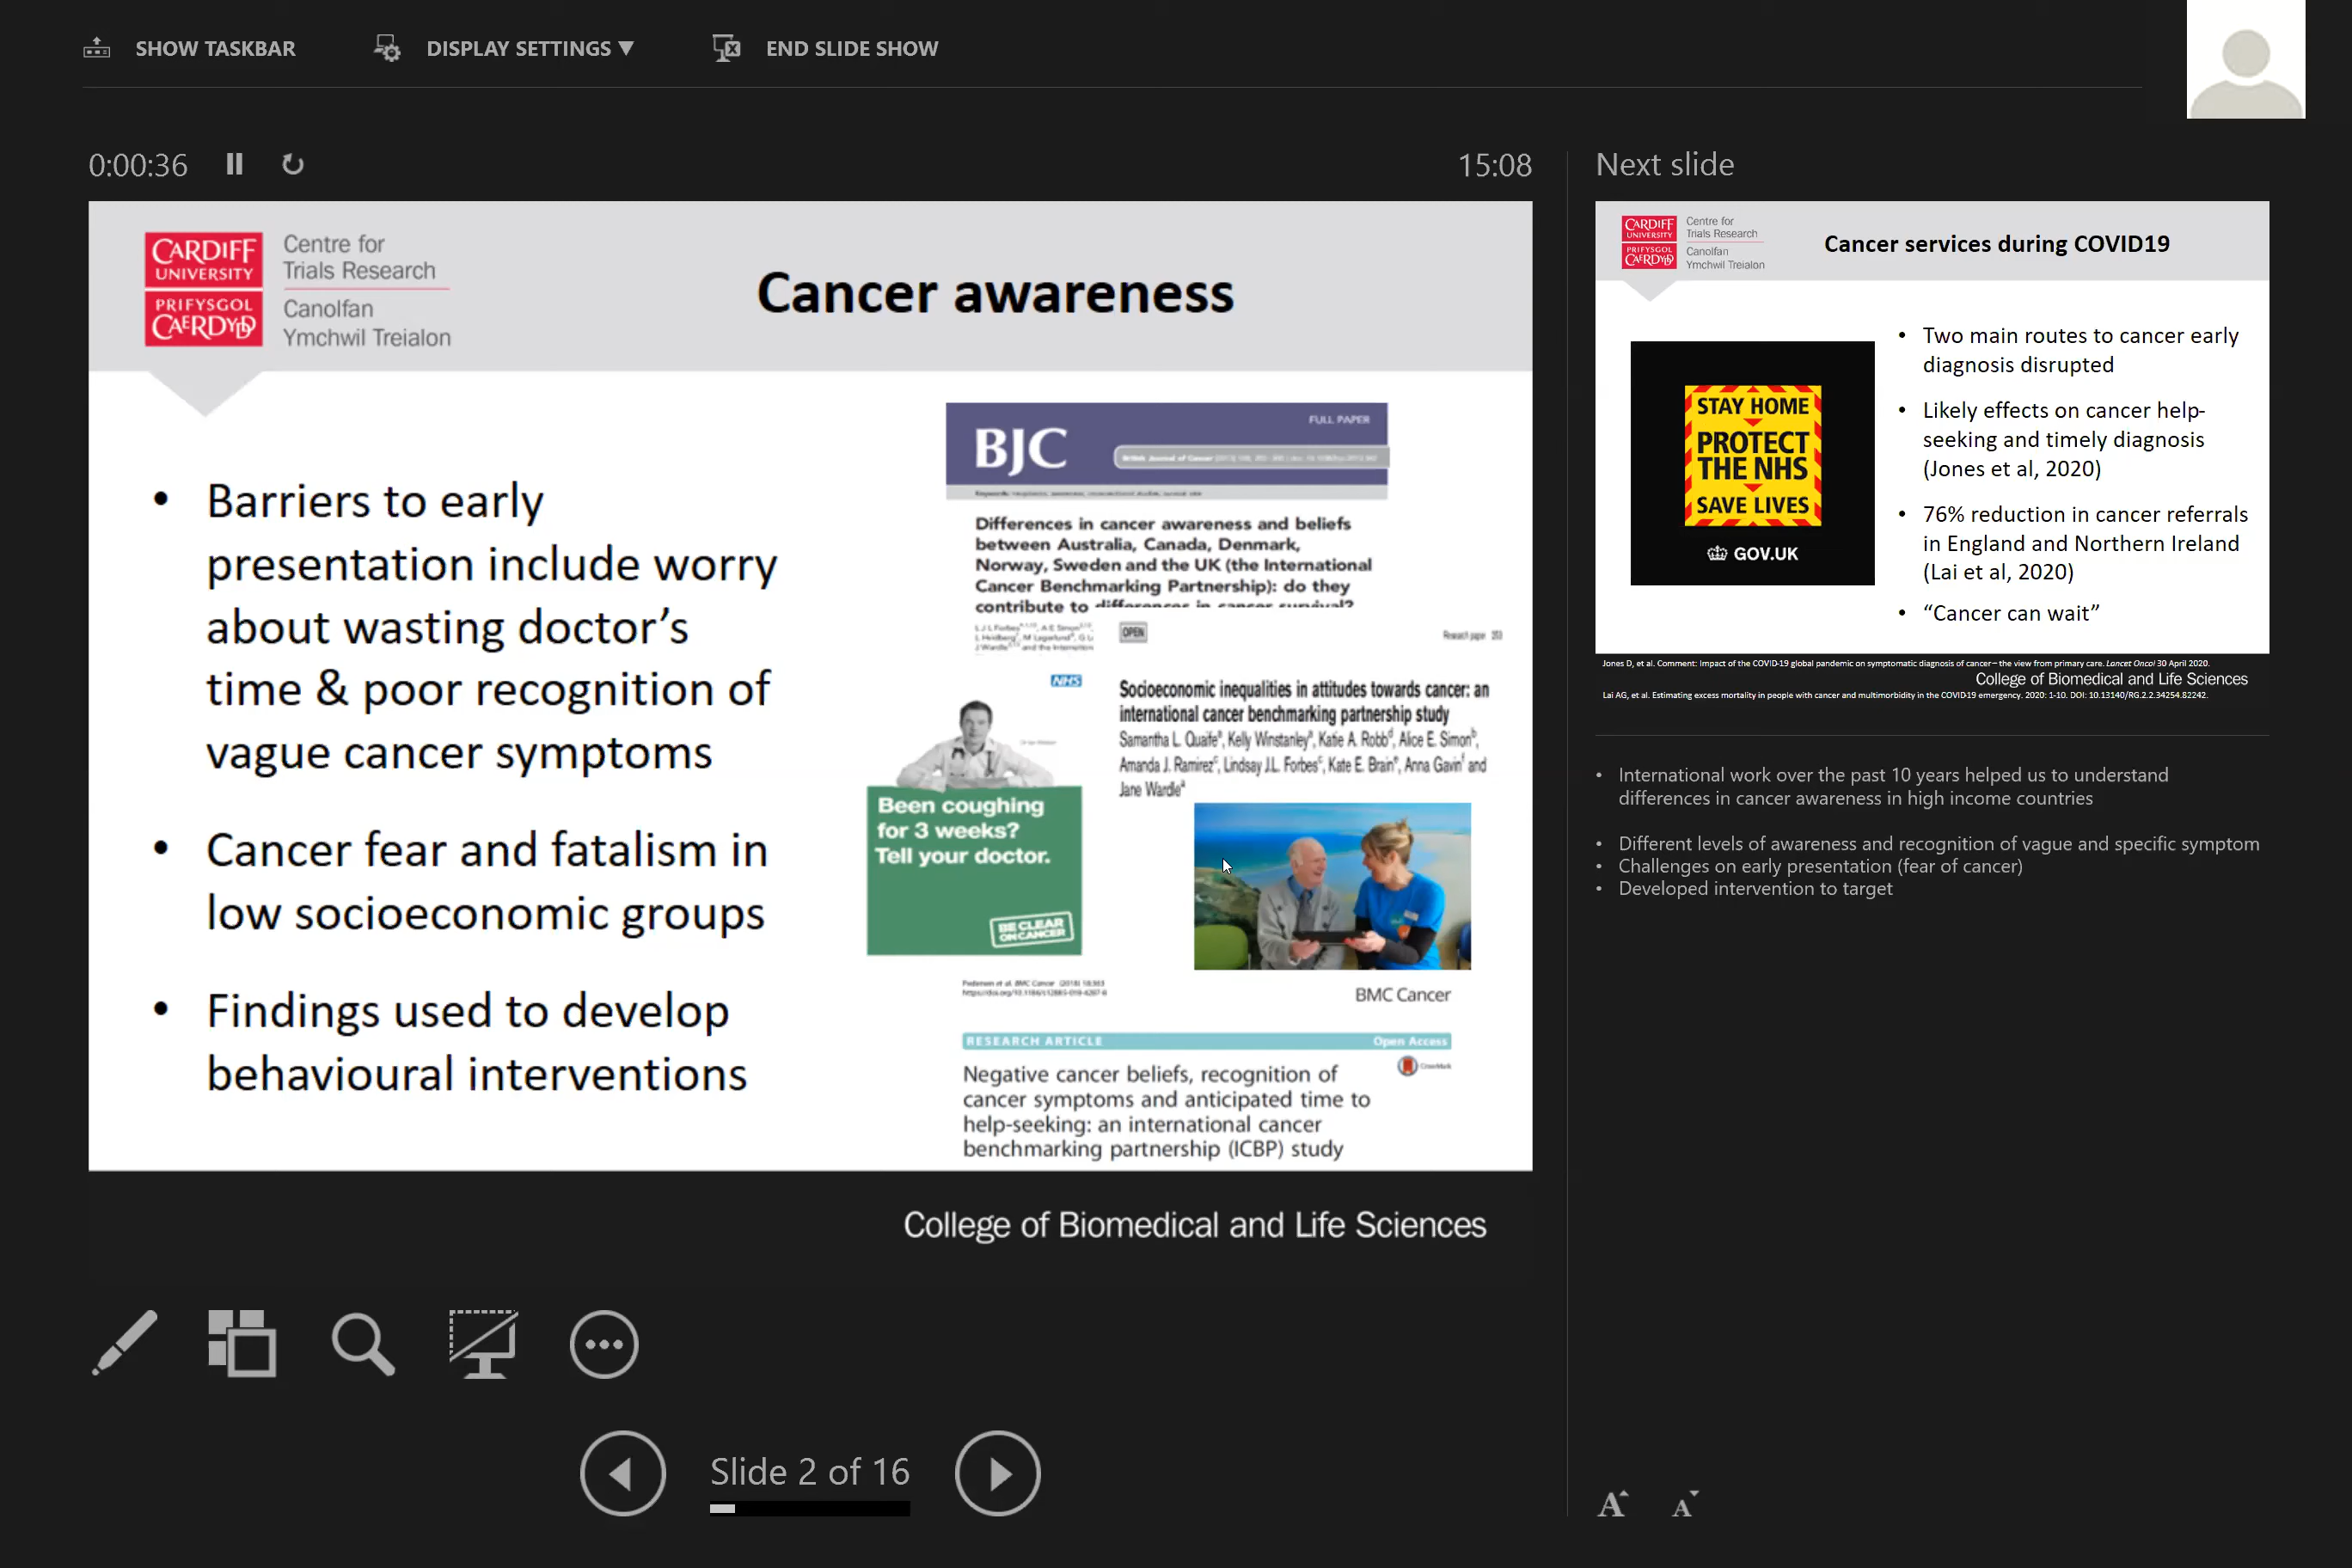 SHOW TASKBAR
DISPLAY SETTINGS ▼
END SLIDE SHOW
0:00:36
15:08
CARDIFF
UNIVERSITY
PRIFYSGOL
CAERDYDD
Centre for
Trials Research
Canolfan
Ymchwil Treialon
Cancer awareness
• Barriers to early
presentation include worry
about wasting doctor’s
time & poor recognition of
vague cancer symptoms
• Cancer fear and fatalism in
low socioeconomic groups
• Findings used to develop
behavioural interventions
FULL PAPER
BJC
Differences in cancer awareness and beliefs
between Australia, Canada, Denmark,
Norway, Sweden and the UK (the International
Cancer Benchmarking Partnership): do they
contribute to differences in cancer survival?
OPEN
Research paper
NHS
Socioeconomic inequalities in attitudes towards cancer: an
international cancer benchmarking partnership study
Samantha L. Quaife, Kelly Winstanley, Katie A. Robb, Alice E. Simon,
Amanda J. Ramirez, Lindsay J.L. Forbes, Kate E. Brain, Anna Gavin and
Jane Wardle
Been coughing
for 3 weeks?
Tell your doctor.
BE CLEAR
ON CANCER
Pedersen et al. BMC Cancer (2018)
BMC Cancer
RESEARCH ARTICLE
Open Access
CrossMark
Negative cancer beliefs, recognition of
cancer symptoms and anticipated time to
help-seeking: an international cancer
benchmarking partnership (ICBP) study
College of Biomedical and Life Sciences
Slide 2 of 16
Next slide
CARDIFF
UNIVERSITY
PRIFYSGOL
CAERDYDD
Centre for
Trials Research
Canolfan
Ymchwil Treialon
Cancer services during COVID19
STAY HOME
PROTECT
THE NHS
SAVE LIVES
GOV.UK
• Two main routes to cancer early
diagnosis disrupted
• Likely effects on cancer help-
seeking and timely diagnosis
(Jones et al, 2020)
• 76% reduction in cancer referrals
in England and Northern Ireland
(Lai et al, 2020)
• “Cancer can wait”
Jones D, et al. Comment: Impact of the COVID-19 global pandemic on symptomatic diagnosis of cancer—the view from primary care. Lancet Oncol 30 April 2020.
College of Biomedical and Life Sciences
Lai AG, et al. Estimating excess mortality in people with cancer and multimorbidity in the COVID-19 emergency. 2020: 1-10. DOI: 10.13140/RG.2.2.34254.82242.
• International work over the past 10 years helped us to understand
differences in cancer awareness in high income countries
• Different levels of awareness and recognition of vague and specific symptom
• Challenges on early presentation (fear of cancer)
• Developed intervention to target
A A